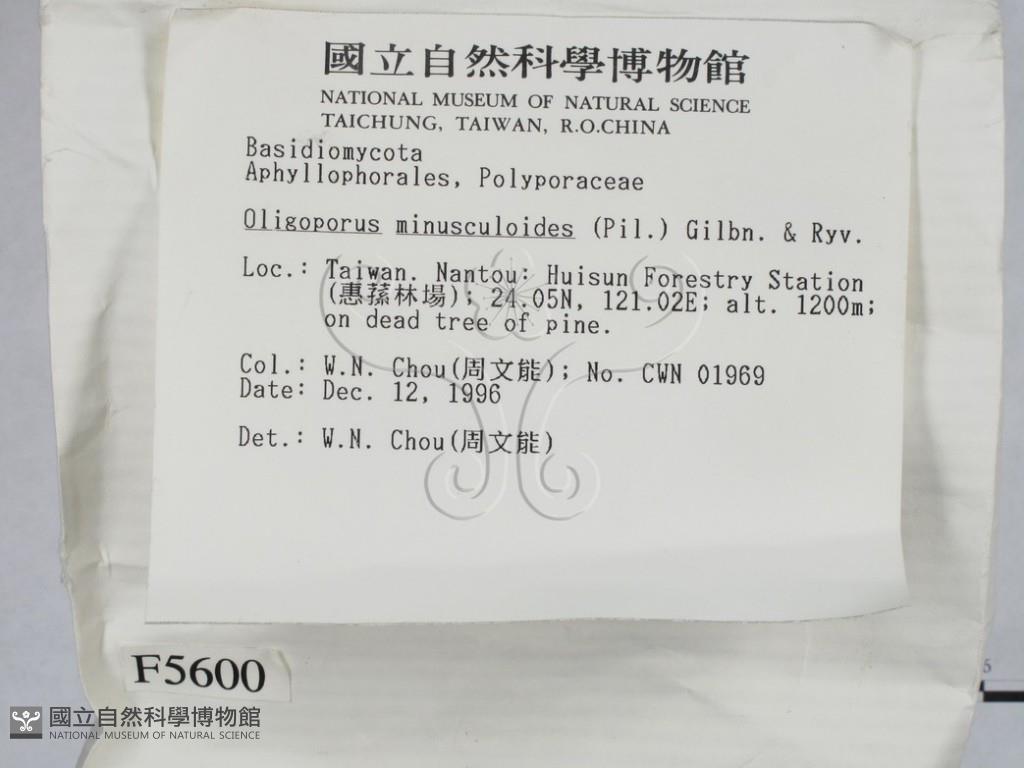 國立自然科學博物館
NATIONAL MUSEUM OF NATURAL SCIENCE
TAICHUNG, TAIWAN, R.O.CHINA
Basidiomycota
Aphyllophorales, Polyporaceae
Oligoporus minusculoides (Pil.) Gilbn. & Ryv.
Loc.: Taiwan. Nantou: Huisun Forestry Station
(惠蓀林場); 24.05N, 121.02E; alt. 1200m;
on dead tree of pine.
Col.: W.N. Chou(周文能); No. CWN 01969
Date: Dec. 12, 1996
Det.: W.N. Chou(周文能)
F5600
5
國立自然科學博物館
NATIONAL MUSEUM OF NATURAL SCIENCE